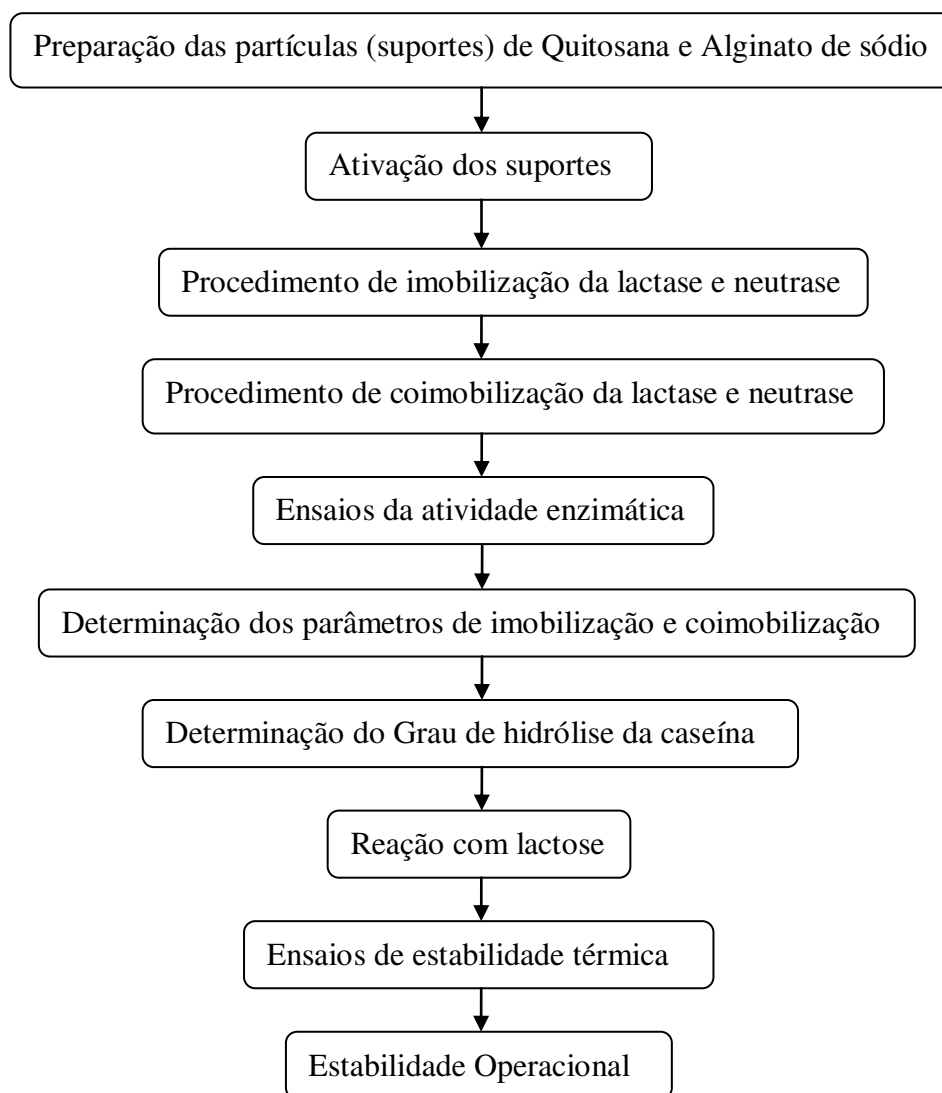 Preparação das partículas (suportes) de Quitosana e Alginato de sódio
Ativação dos suportes
Procedimento de imobilização da lactase e neutrase
Procedimento de coimobilização da lactase e neutrase
Ensaios da atividade enzimática
Determinação dos parâmetros de imobilização e coimobilização
Determinação do Grau de hidrólise da caseína
Reação com lactose
Ensaios de estabilidade térmica
Estabilidade Operacional